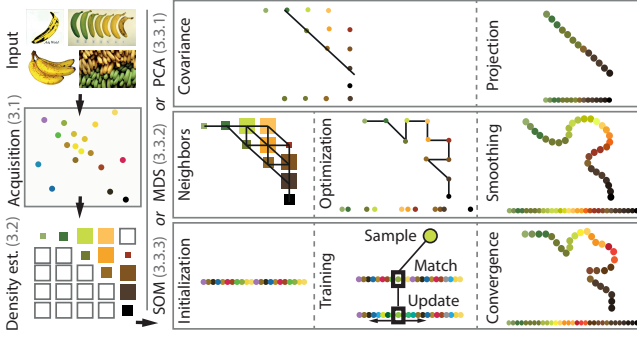 Input
Acquisition (3.1)
Density est. (3.2)
PCA (3.3.1)
or
MDS (3.3.2)
or
SOM (3.3.3)
Covariance
Projection
Neighbors
Optimization
Smoothing
Initialization
Training
Sample
Match
Update
Convergence